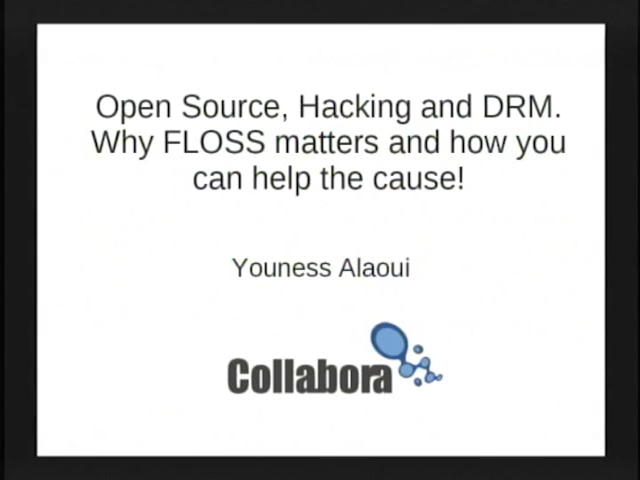 Open Source, Hacking and DRM.
Why FLOSS matters and how you
can help the cause!
Youness Alaoui
Collabora